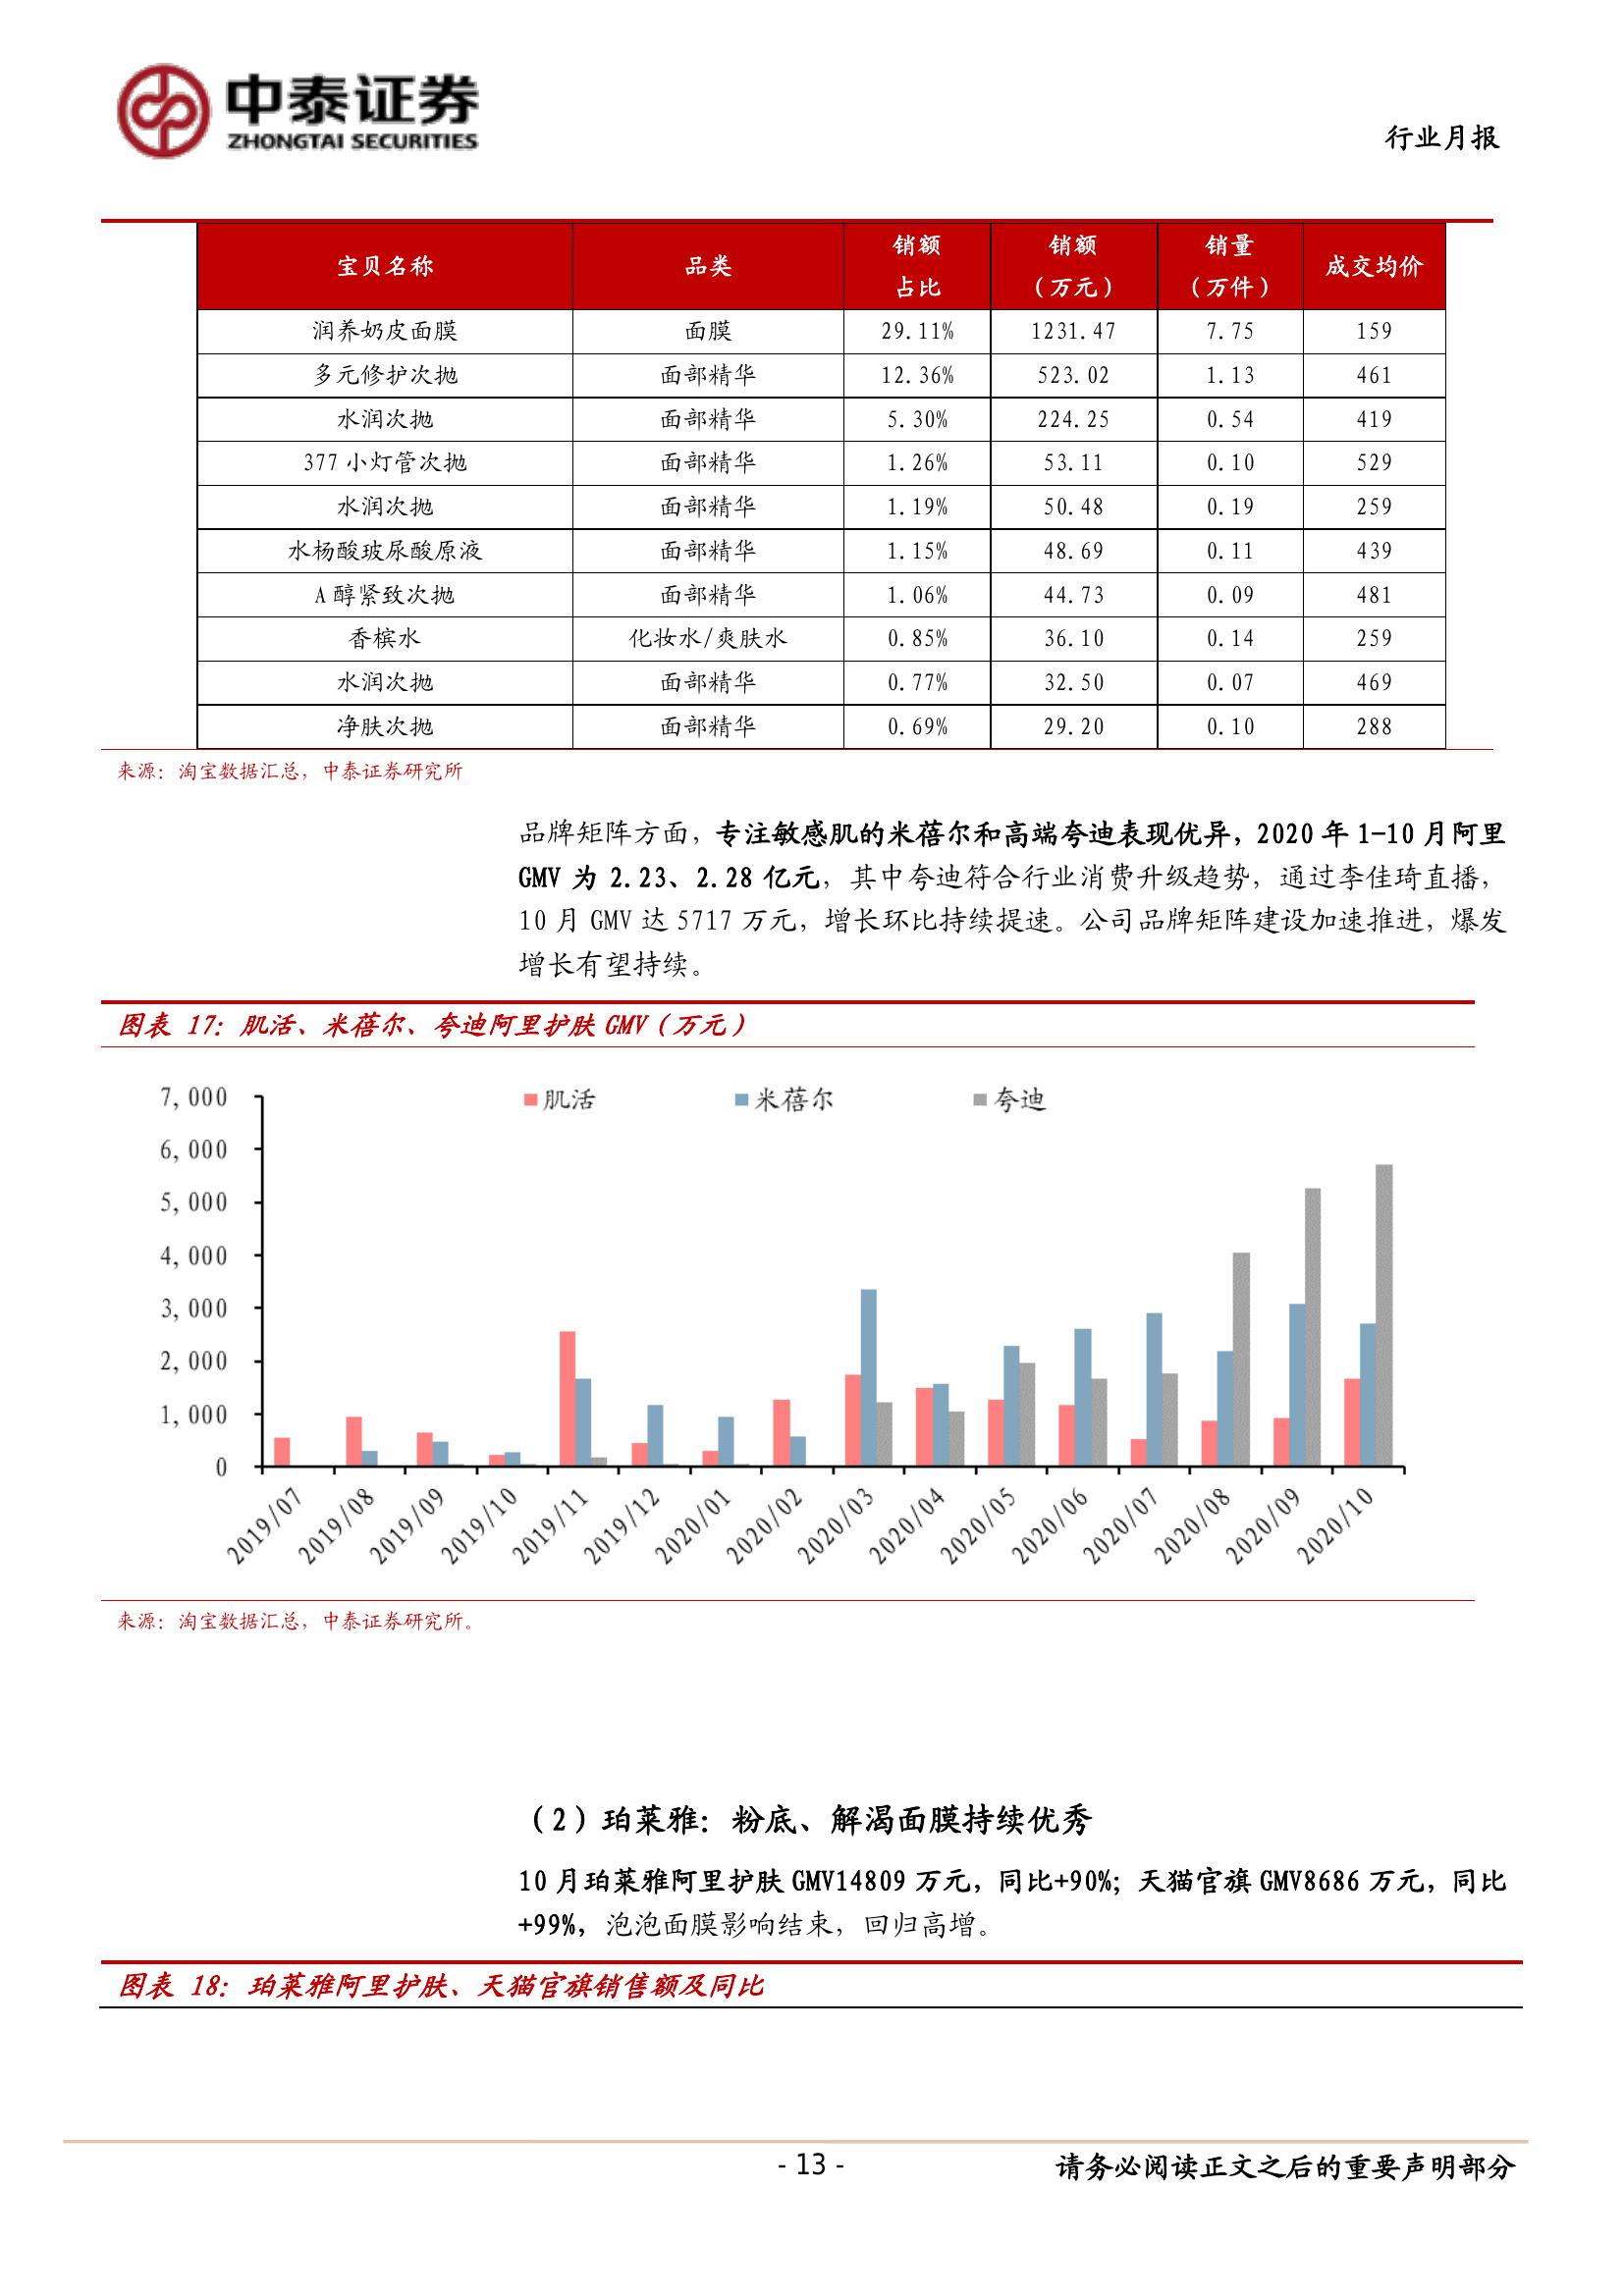 中泰证券
ZHONGTAI SECURITIES
行业月报
宝贝名称 品类 销额占比 销额（万元） 销量（万件） 成交均价
润养奶皮面膜 面膜 29.11% 1231.47 7.75 159
多元修护次抛 面部精华 12.36% 523.02 1.13 461
水润次抛 面部精华 5.30% 224.25 0.54 419
377 小灯管次抛 面部精华 1.26% 53.11 0.10 529
水润次抛 面部精华 1.19% 50.48 0.19 259
水杨酸玻尿酸原液 面部精华 1.15% 48.69 0.11 439
A 醇紧致次抛 面部精华 1.06% 44.73 0.09 481
香槟水 化妆水/爽肤水 0.85% 36.10 0.14 259
水润次抛 面部精华 0.77% 32.50 0.07 469
净肤次抛 面部精华 0.69% 29.20 0.10 288
来源：淘宝数据汇总，中泰证券研究所
品牌矩阵方面，专注敏感肌的米蓓尔和高端夸迪表现优异，2020 年 1-10 月阿里
GMV 为 2.23、2.28 亿元，其中夸迪符合行业消费升级趋势，通过李佳琦直播，
10 月 GMV 达 5717 万元，增长环比持续提速。公司品牌矩阵建设加速推进，爆发
增长有望持续。
图表 17：肌活、米蓓尔、夸迪阿里护肤 GMV（万元）
肌活 米蓓尔 夸迪
7,000
6,000
5,000
4,000
3,000
2,000
1,000
0
2019/07 2019/08 2019/09 2019/10 2019/11 2019/12 2020/01 2020/02 2020/03 2020/04 2020/05 2020/06 2020/07 2020/08 2020/09 2020/10
来源：淘宝数据汇总，中泰证券研究所。
（2）珀莱雅：粉底、解渴面膜持续优秀
10 月珀莱雅阿里护肤 GMV14809 万元，同比+90%；天猫官旗 GMV8686 万元，同比
+99%，泡泡面膜影响结束，回归高增。
图表 18：珀莱雅阿里护肤、天猫官旗销售额及同比
- 13 -
请务必阅读正文之后的重要声明部分